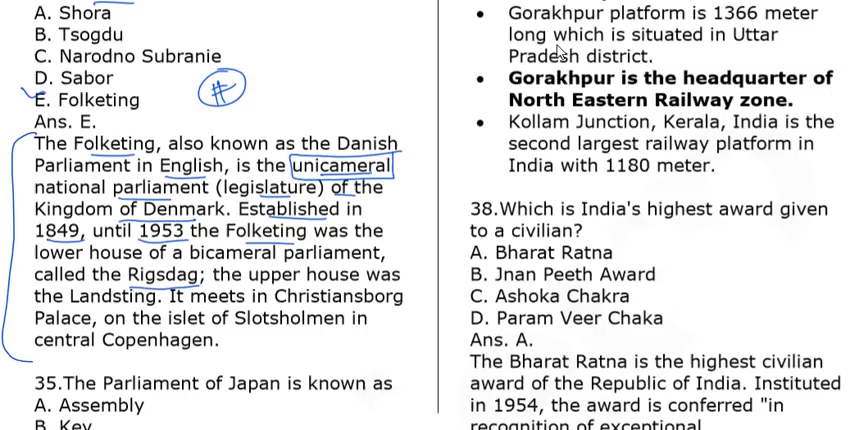 A. Shora
B. Tsogdu
C. Narodno Subranie
D. Sabor
E. Folketing
#
Ans. E.
The Folketing, also known as the Danish
Parliament in English, is the unicameral
national parliament (legislature) of the
Kingdom of Denmark. Established in
1849, until 1953 the Folketing was the
lower house of a bicameral parliament,
called the Rigsdag; the upper house was
the Landsting. It meets in Christiansborg
Palace, on the islet of Slotsholmen in
central Copenhagen.
35.The Parliament of Japan is known as
A. Assembly
B. Key
• Gorakhpur platform is 1366 meter
long which is situated in Uttar
Pradesh district.
• Gorakhpur is the headquarter of
North Eastern Railway zone.
• Kollam Junction, Kerala, India is the
second largest railway platform in
India with 1180 meter.
38.Which is India's highest award given
to a civilian?
A. Bharat Ratna
B. Jnan Peeth Award
C. Ashoka Chakra
D. Param Veer Chaka
Ans. A.
The Bharat Ratna is the highest civilian
award of the Republic of India. Instituted
in 1954, the award is conferred "in
recognition of exceptional